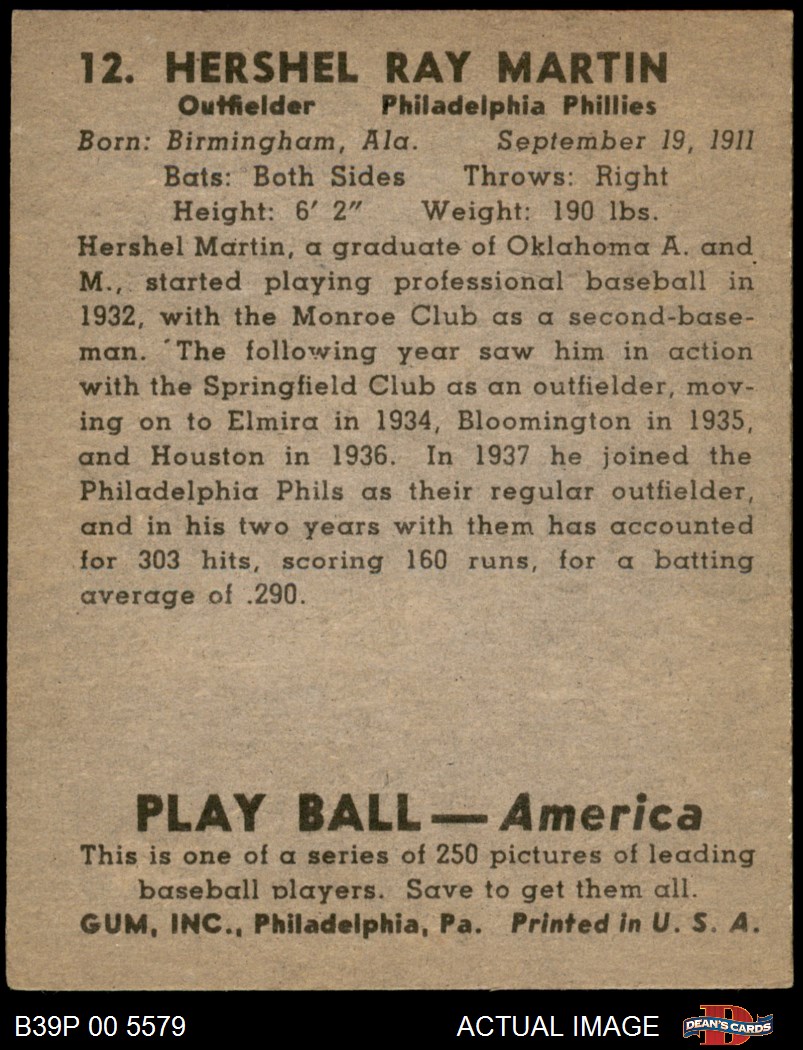 12. HERSHEL RAY MARTIN
Outfielder Philadelphia Phillies
Born: Birmingham, Ala. September 19, 1911
Bats: Both Sides Throws: Right
Height: 6′ 2″ Weight: 190 lbs.
Hershel Martin, a graduate of Oklahoma A. and
M., started playing professional baseball in
1932, with the Monroe Club as a second-base-
man. The following year saw him in action
with the Springfield Club as an outfielder, mov-
ing on to Elmira in 1934, Bloomington in 1935,
and Houston in 1936. In 1937 he joined the
Philadelphia Phils as their regular outfielder,
and in his two years with them has accounted
for 303 hits, scoring 160 runs, for a batting
average of .290.
PLAY BALL — America
This is one of a series of 250 pictures of leading
baseball players. Save to get them all.
GUM, INC., Philadelphia, Pa. Printed in U. S. A.
B39P 00 5579 ACTUAL IMAGE DEAN'S CARDS